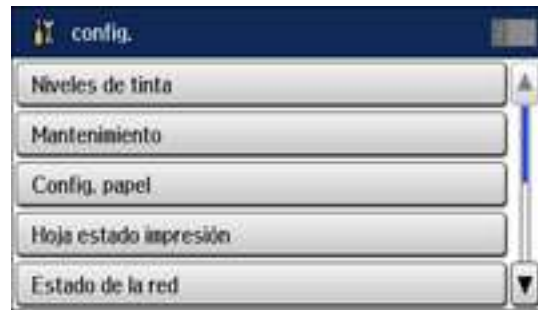 config.
Niveles de tinta
Mantenimiento
Config. papel
Hoja estado impresión
Estado de la red